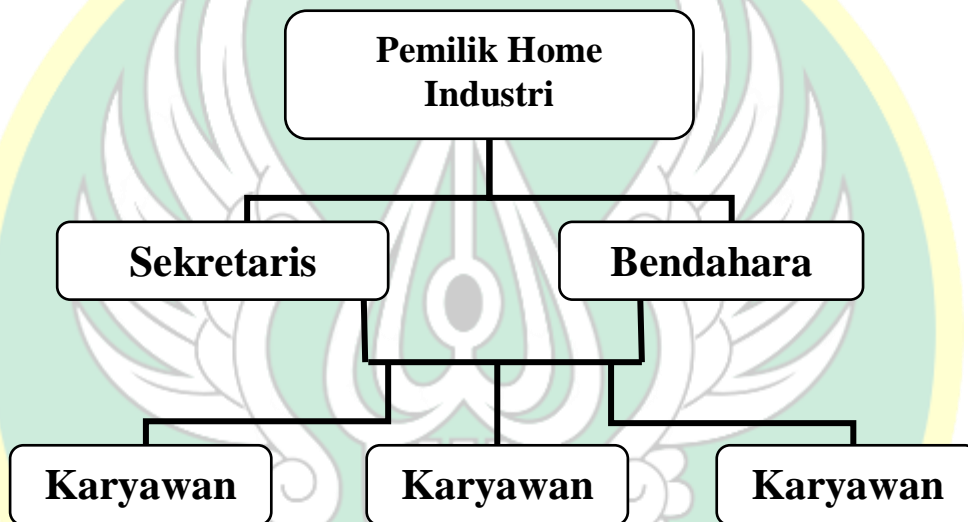 Pemilik Home
Industri
Sekretaris
Bendahara
Karyawan
Karyawan
Karyawan